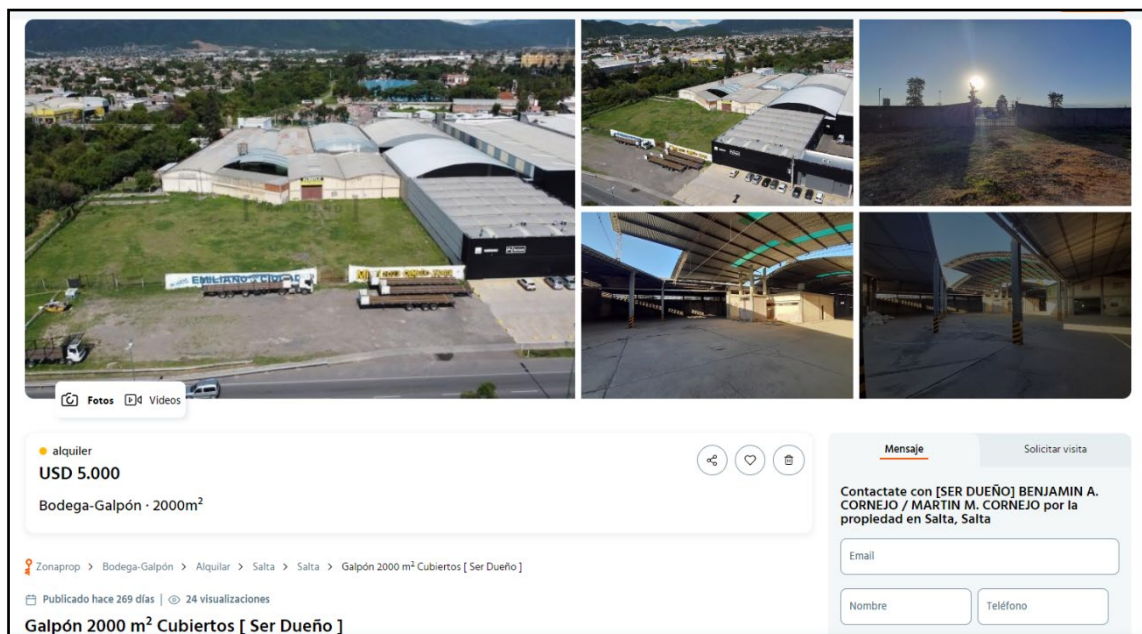 EMILIANO
Fotos
Videos
alquiler
USD 5.000
Bodega-Galpón · 2000m²
Mensaje
Solicitar visita
Contactate con [SER DUEÑO] BENJAMIN A.
CORNEJO / MARTIN M. CORNEJO por la
propiedad en Salta, Salta
Email
Nombre
Teléfono
Zonaprop > Bodega-Galpón > Alquilar > Salta > Salta > Galpón 2000 m² Cubiertos [ Ser Dueño ]
Publicado hace 269 días | 24 visualizaciones
Galpón 2000 m² Cubiertos [ Ser Dueño ]